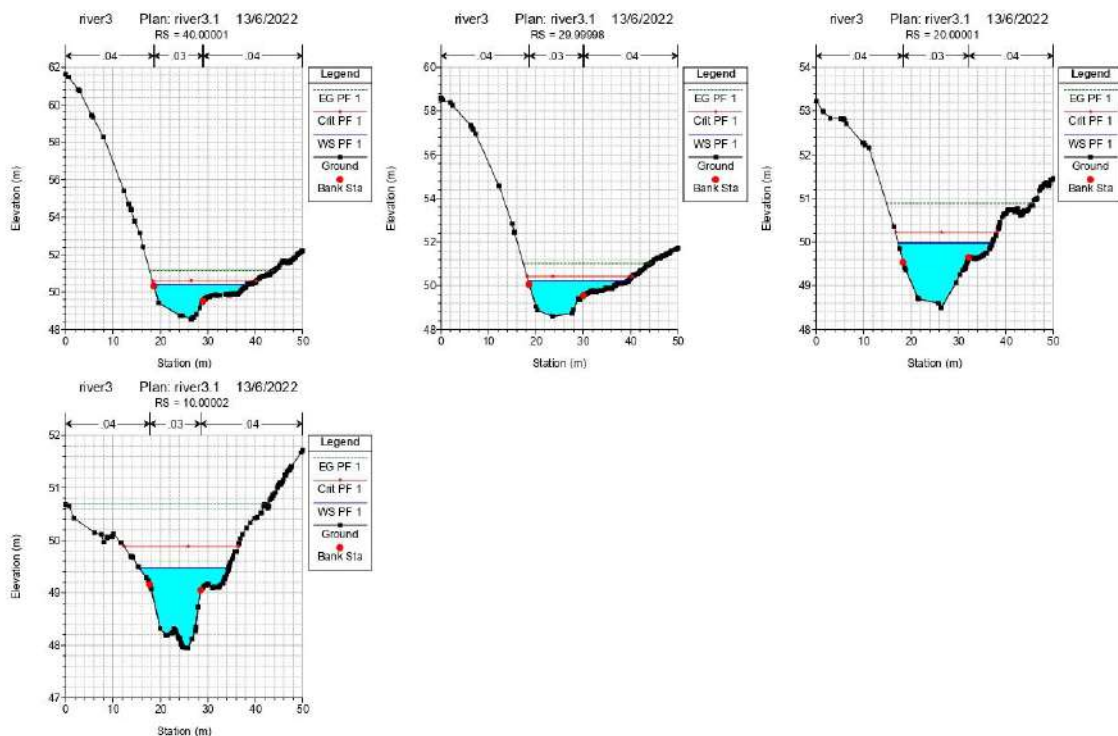 river3 Plan: river3.1 13/6/2022
RS = 40.00001
.04 .03 .04
62
60
58
56
54
52
50
48
Elevation (m)
0 10 20 30 40 50
Station (m)
Legend
EG PF 1
Crit PF 1
WS PF 1
Ground
Bank Sta
river3 Plan: river3.1 13/6/2022
RS = 29.99998
.04 .03 .04
60
58
56
54
52
50
48
Elevation (m)
0 10 20 30 40 50
Station (m)
Legend
EG PF 1
Crit PF 1
WS PF 1
Ground
Bank Sta
river3 Plan: river3.1 13/6/2022
RS = 20.00001
.04 .03 .04
54
53
52
51
50
49
48
Elevation (m)
0 10 20 30 40 50
Station (m)
Legend
EG PF 1
Crit PF 1
WS PF 1
Ground
Bank Sta
river3 Plan: river3.1 13/6/2022
RS = 10.00002
.04 .03 .04
52
51
50
49
48
47
Elevation (m)
0 10 20 30 40 50
Station (m)
Legend
EG PF 1
Crit PF 1
WS PF 1
Ground
Bank Sta